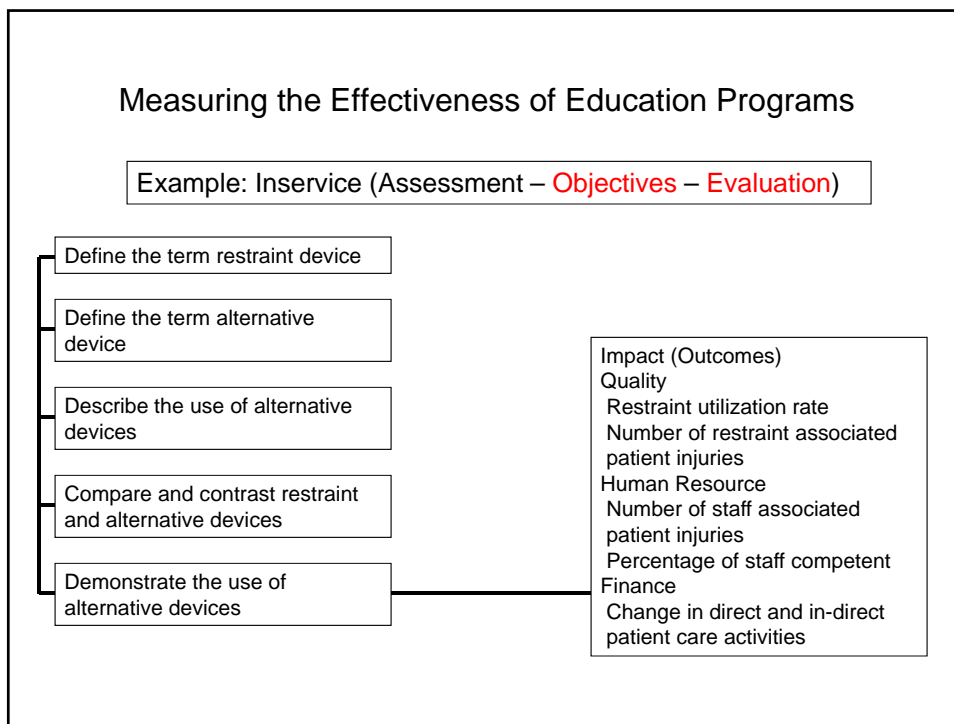 Measuring the Effectiveness of Education Programs
Example: Inservice (Assessment – Objectives – Evaluation)
Define the term restraint device
Define the term alternative
device
Describe the use of alternative
devices
Compare and contrast restraint
and alternative devices
Demonstrate the use of
alternative devices
Impact (Outcomes)
Quality
Restraint utilization rate
Number of restraint associated
patient injuries
Human Resource
Number of staff associated
patient injuries
Percentage of staff competent
Finance
Change in direct and in-direct
patient care activities